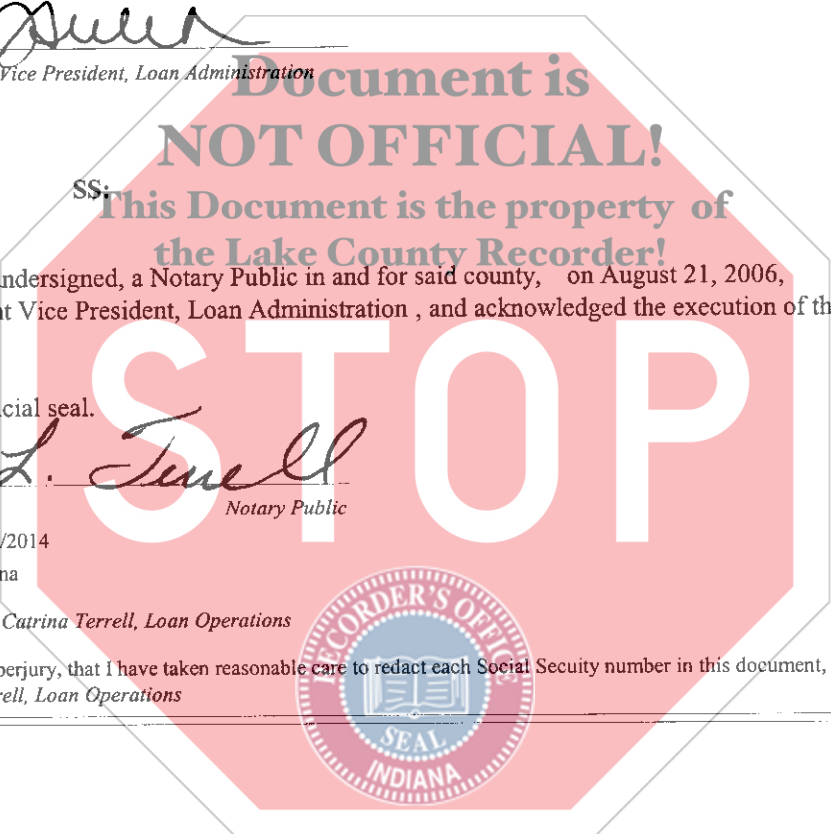 Vice President, Loan Administration
Document is
NOT OFFICIAL!
SS:
This Document is the property of
the Lake County Recorder!
ndersigned, a Notary Public in and for said county, on August 21, 2006,
t Vice President, Loan Administration , and acknowledged the execution of th
STOP
cial seal.
L. Terrell
Notary Public
/2014
na
Catrina Terrell, Loan Operations
perjury, that I have taken reasonable care to redact each Social Secuity number in this document,
rell, Loan Operations
RECORDER'S OFFICE
SEAL
INDIANA